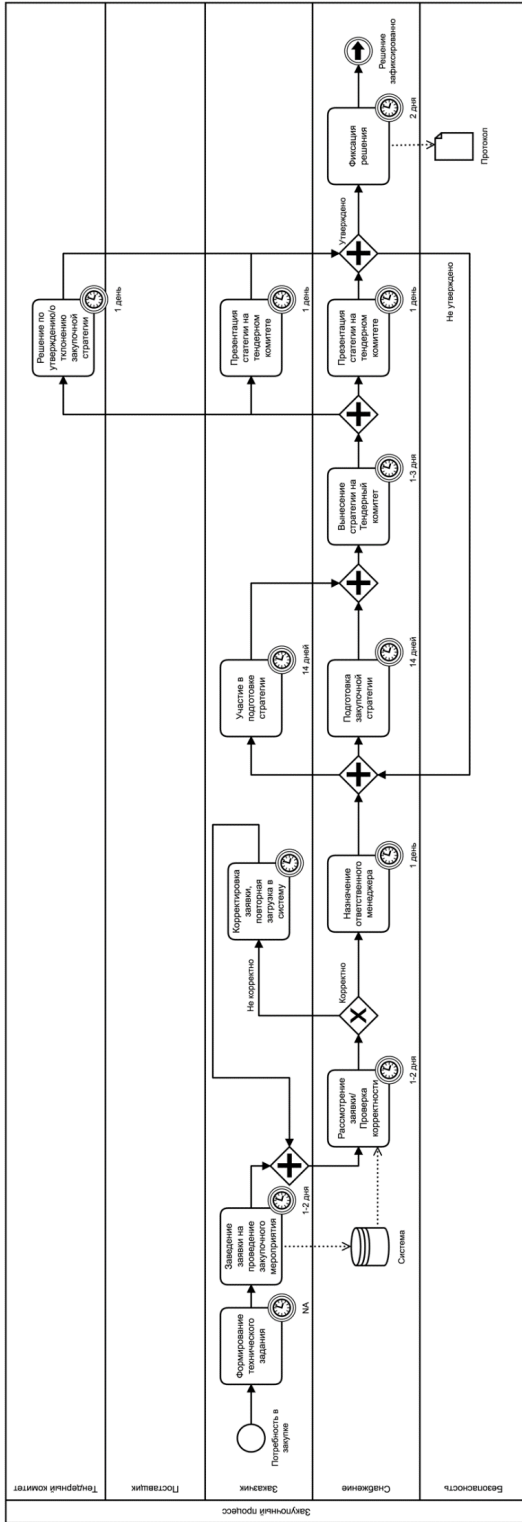 Закупочный процесс
Тендерный комитет
Поставщик
Заказчик
Снабжение
Безопасность
Решение по
утверждению/о
тклонению
закупочной
стратегии
1 день
Потребность в
закупке
Формирование
технического
задания
NA
Заведение
заявки на
проведение
закупочного
мероприятия
1-2 дня
Не корректно
Корректировка
заявки,
повторная
загрузка в
систему
Участие в
подготовке
стратегии
14 дней
Презентация
статегии на
тендерном
комитете
1 день
Система
Рассмотрение
заявки/
Проверка
корректности
1-2 дня
X
Корректно
Назначение
ответственного
менеджера
1 день
Подготовка
закупочной
стратегии
14 дней
Вынесение
стратегии на
Тендерный
комитет
1-3 дня
Презентация
статегии на
тендерном
комитете
1 день
Утверждено
Фиксация
решения
2 дня
Решение
зафиксированно
Не утверждено
Протокол